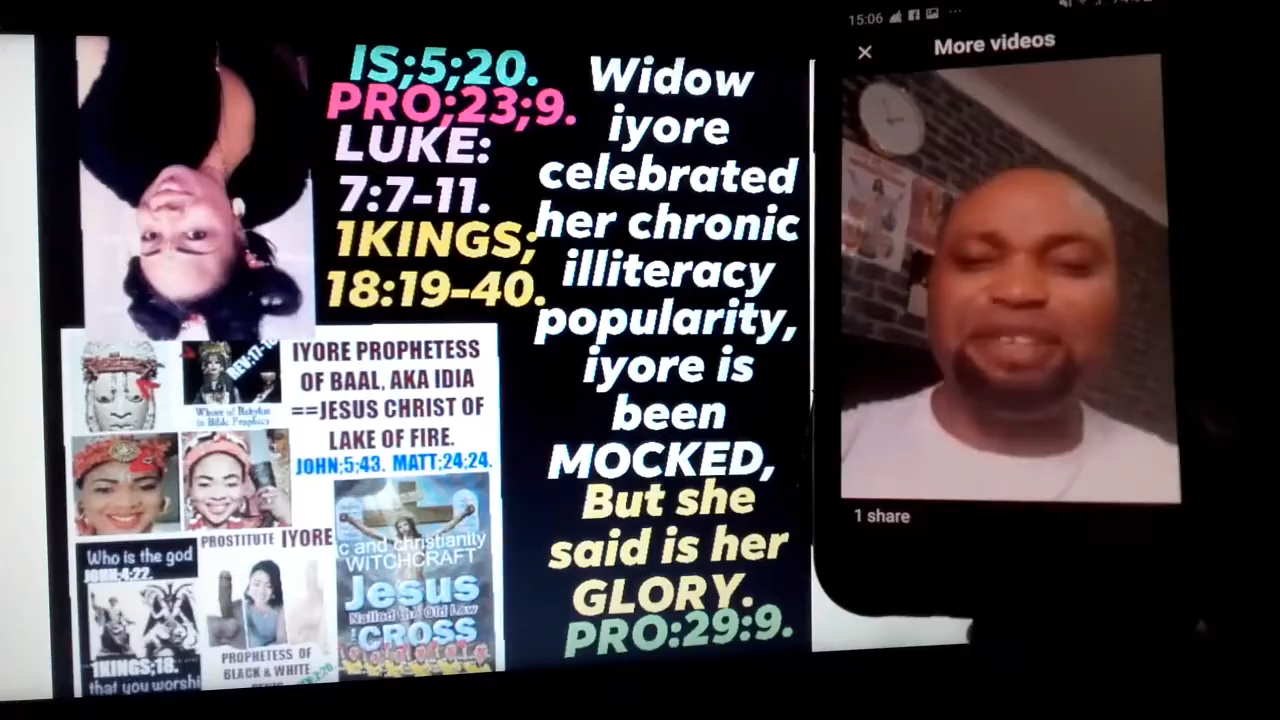 IS;5;20.
PRO;23;9.
LUKE:
7:7-11.
1KINGS;
18:19-40.
Widow
iyore
celebrated
her chronic
illiteracy
popularity,
iyore is
been
MOCKED,
But she
said is her
GLORY.
PRO:29:9.
IYORE PROPHETESS
OF BAAL, AKA IDIA
==JESUS CHRIST OF
LAKE OF FIRE.
JOHN;5;43. MATT;24;24.
Whore of Babylon
in Bible Prophecy
PROSTITUTE IYORE
Who is the god
JOHN;4;22.
1KINGS;18.
that you worshi
PROPHETESS OF
BLACK & WHITE
c and christianity
WITCHCRAFT
Jesus
Nailed the Old Law
CROSS
15:06
More videos
1 share